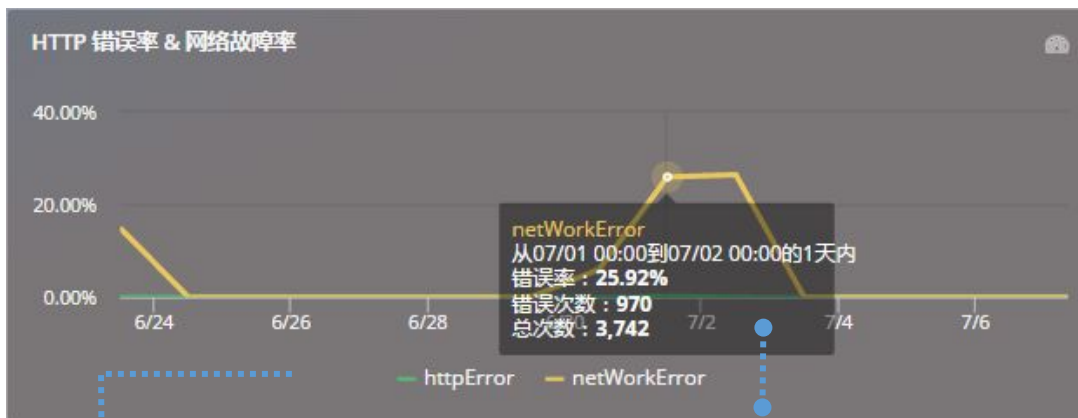 HTTP 错误率 & 网络故障率
40.00%
20.00%
netWorkError
从07/01 00:00到07/02 00:00的1天内
错误率：25.92%
错误次数：970
总次数：3,742
0.00%
6/24 6/26 6/28 6/30 7/2 7/4 7/6
httpError netWorkError